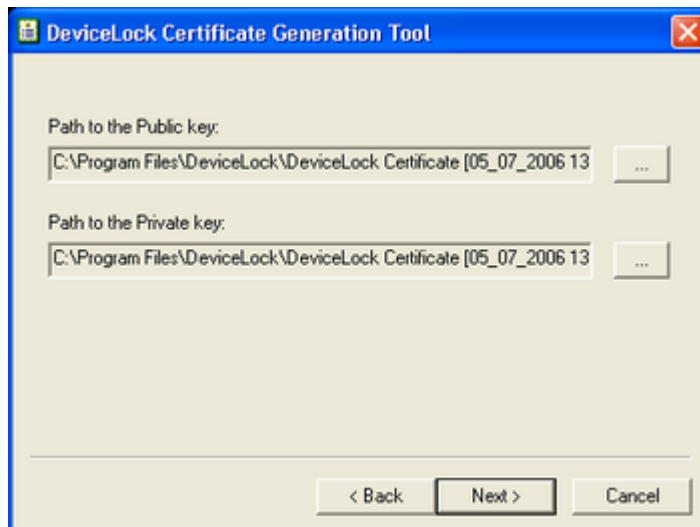 DeviceLock Certificate Generation Tool
Path to the Public key:
C:\Program Files\DeviceLock\DeviceLock Certificate [05_07_2006 13
...
Path to the Private key:
C:\Program Files\DeviceLock\DeviceLock Certificate [05_07_2006 13
...
< Back Next > Cancel